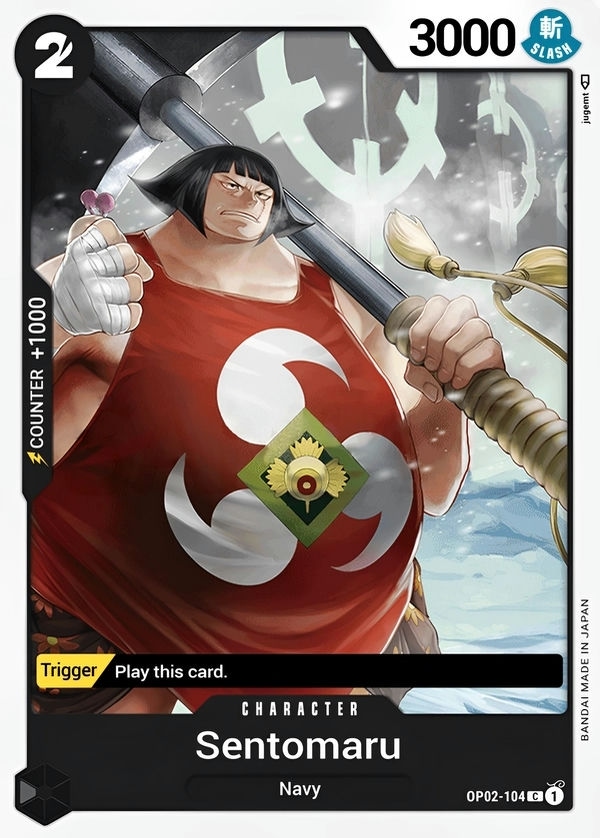 2
3000
斬
SLASH
jugemt
COUNTER +1000
Trigger Play this card.
CHARACTER
Sentomaru
Navy
OP02-104 C 1
BANDAI MADE IN JAPAN